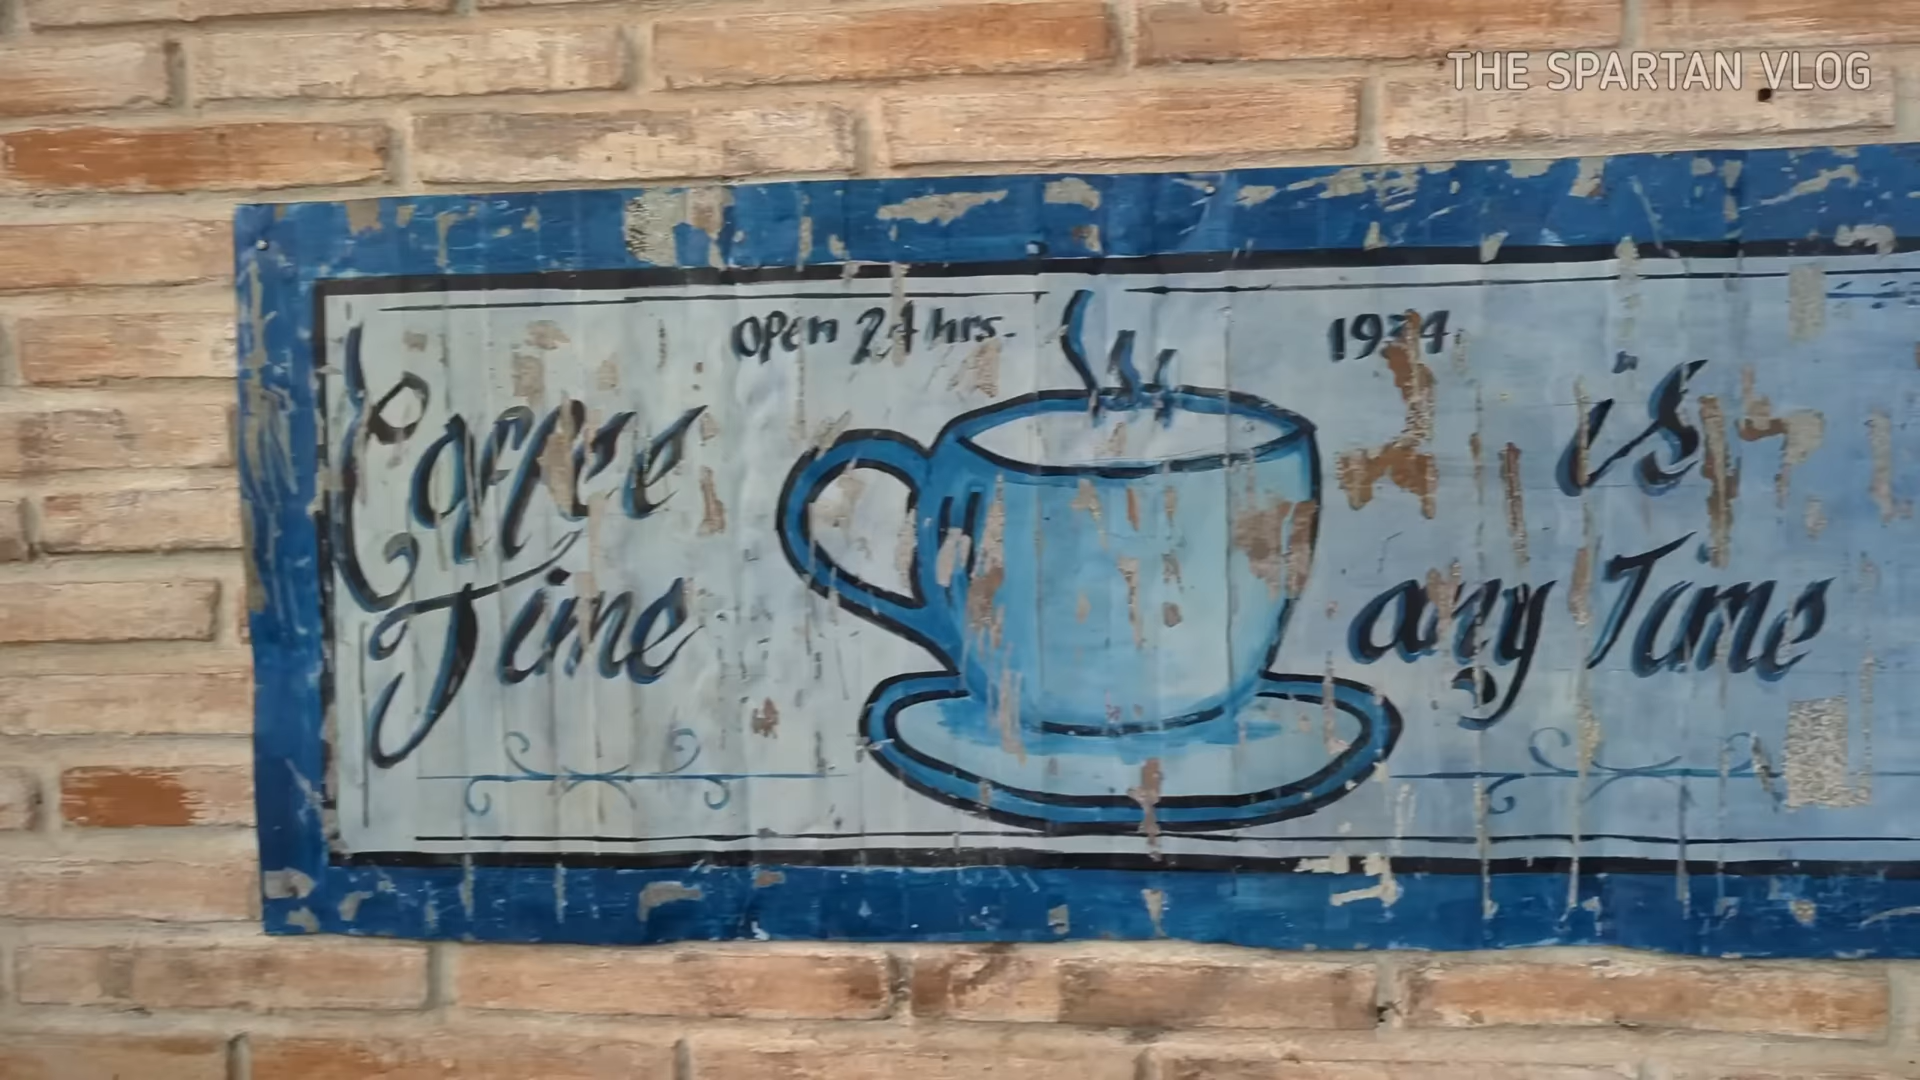 THE SPARTAN VLOG
Open 24 hrs.
Coffee
Time
is
any Time